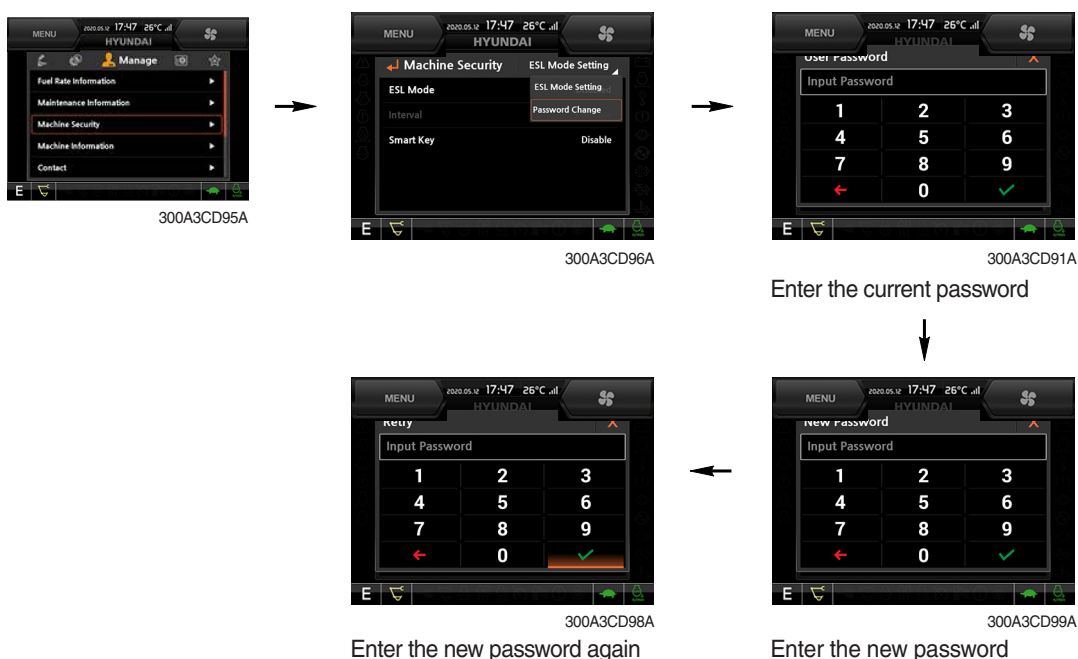 MENU 2020.05.12 17:47 26°C
HYUNDAI
Manage
Fuel Rate Information
Maintenance Information
Machine Security
Machine Information
Contact
E
300A3CD95A
MENU 2020.05.12 17:47 26°C
HYUNDAI
Machine Security ESL Mode Setting
ESL Mode ESL Mode Setting
Interval Password Change
Smart Key Disable
E
300A3CD96A
MENU 2020.05.12 17:47 26°C
HYUNDAI
User Password X
Input Password
1 2 3
4 5 6
7 8 9
0
E
300A3CD91A
Enter the current password
MENU 2020.05.12 17:47 26°C
HYUNDAI
New Password X
Input Password
1 2 3
4 5 6
7 8 9
0
E
300A3CD99A
Enter the new password
MENU 2020.05.12 17:47 26°C
HYUNDAI
Retry X
Input Password
1 2 3
4 5 6
7 8 9
0
E
300A3CD98A
Enter the new password again